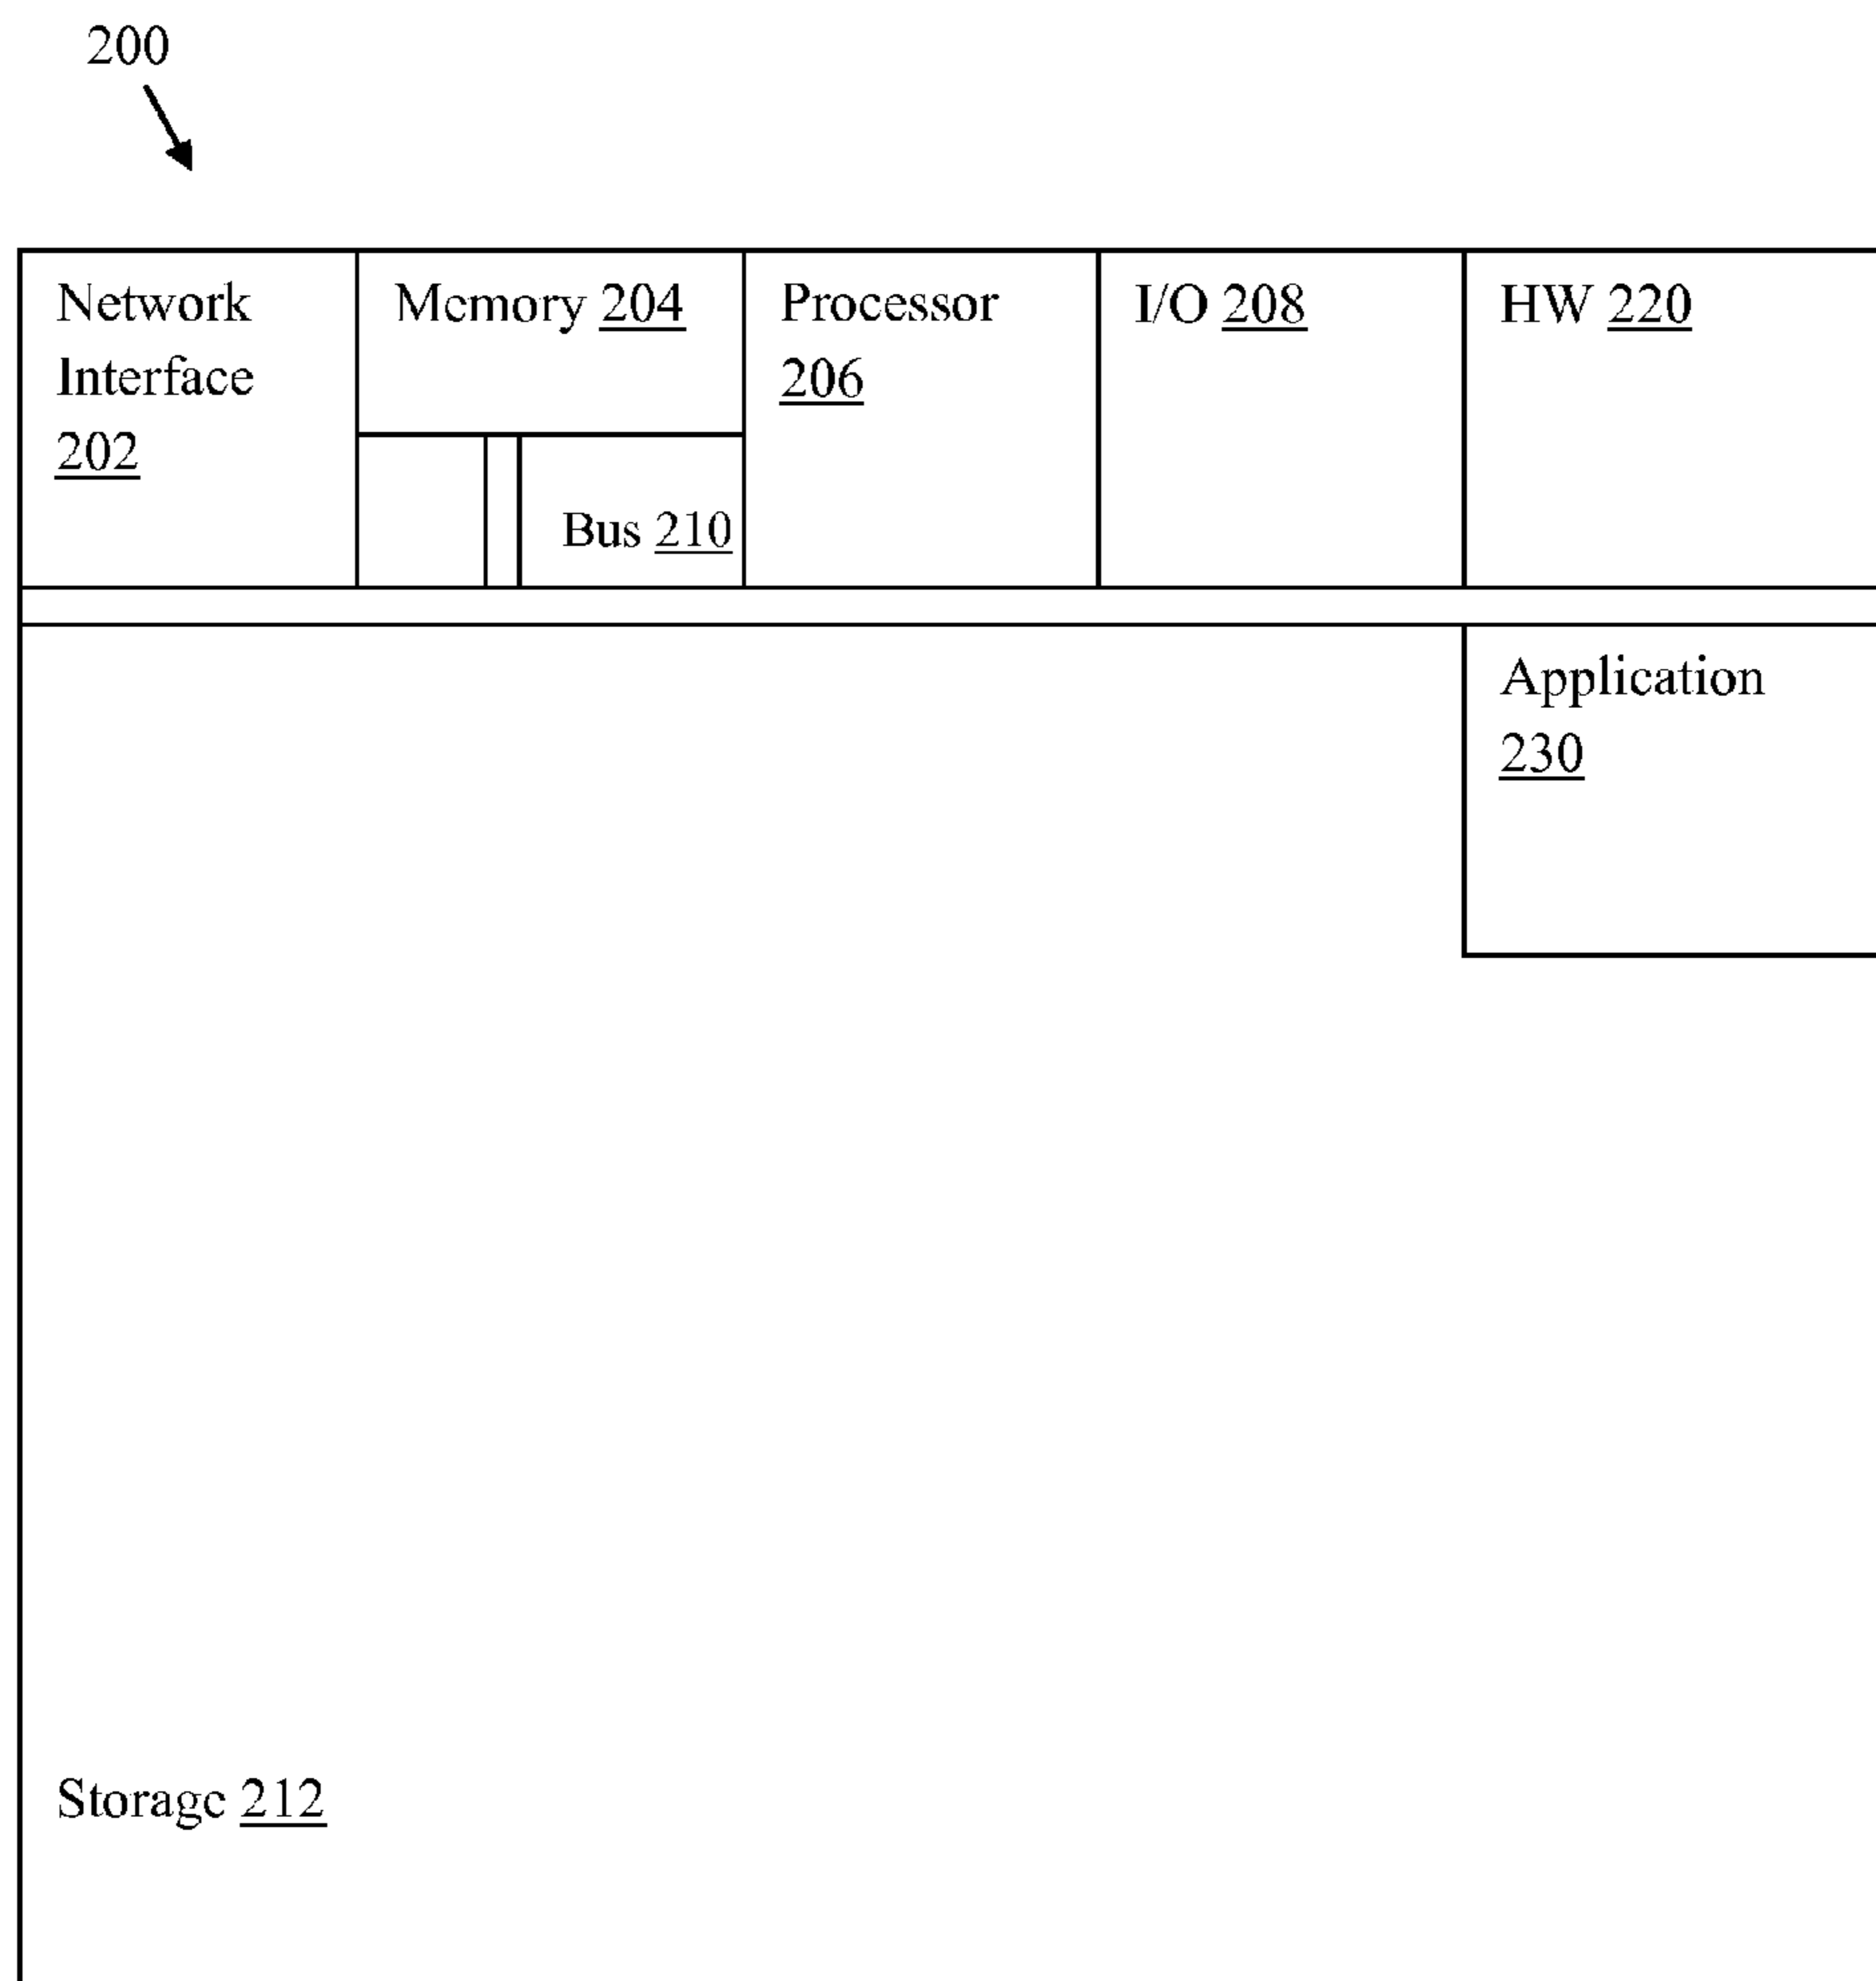 200
Network
Interface
202
Memory 204
Processor
206
I/O 208
HW 220
Bus 210
Application
230
Storage 212